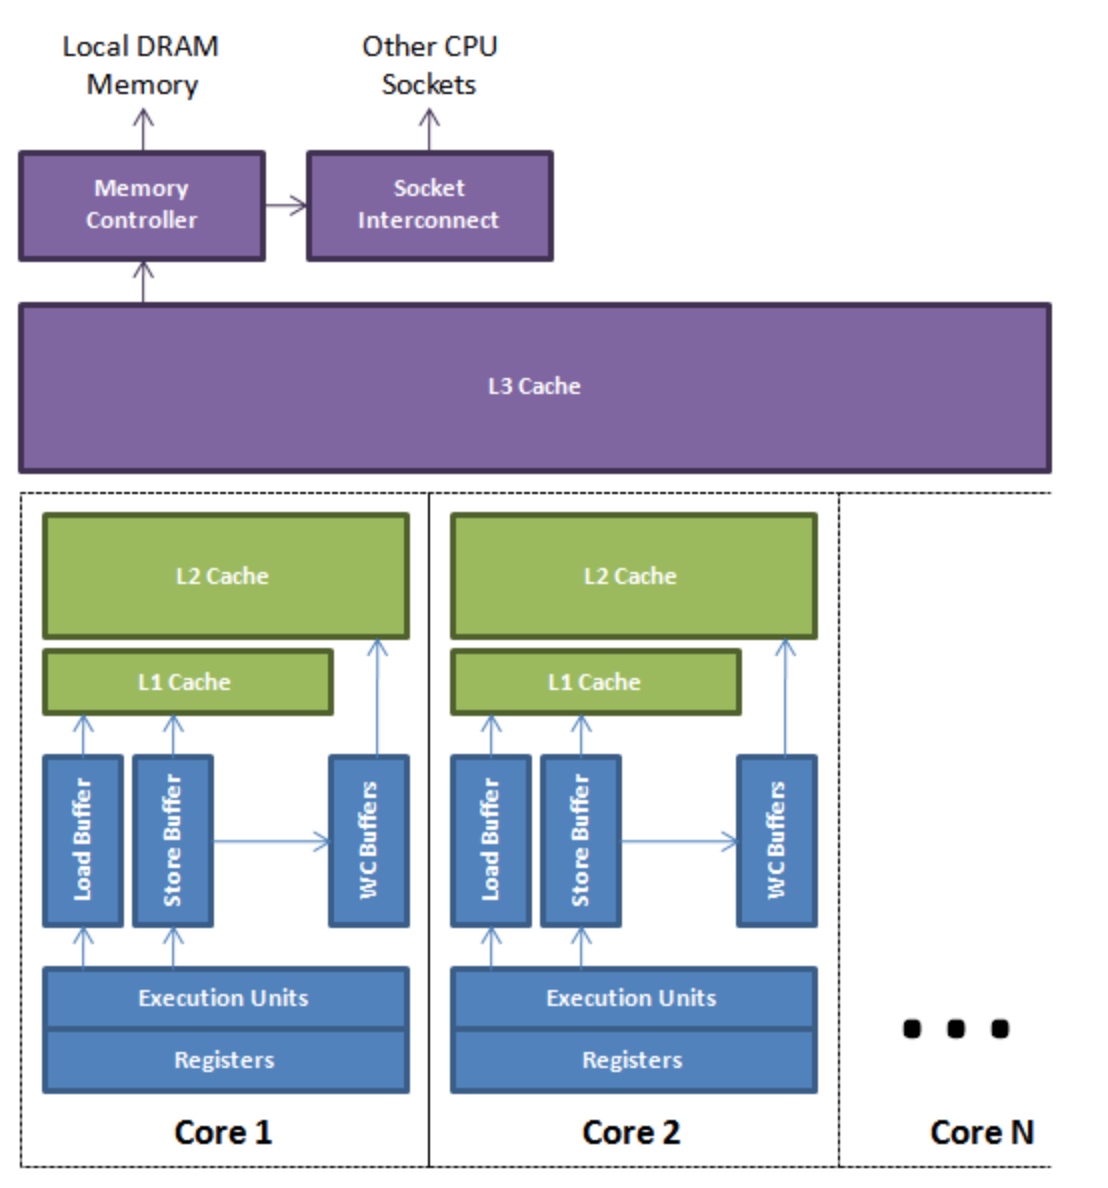 Local DRAM
Memory
Other CPU
Sockets
Memory
Controller
Socket
Interconnect
L3 Cache
L2 Cache
L1 Cache
Load Buffer
Store Buffer
WC Buffers
Execution Units
Registers
Core 1
L2 Cache
L1 Cache
Load Buffer
Store Buffer
WC Buffers
Execution Units
Registers
Core 2
Core N